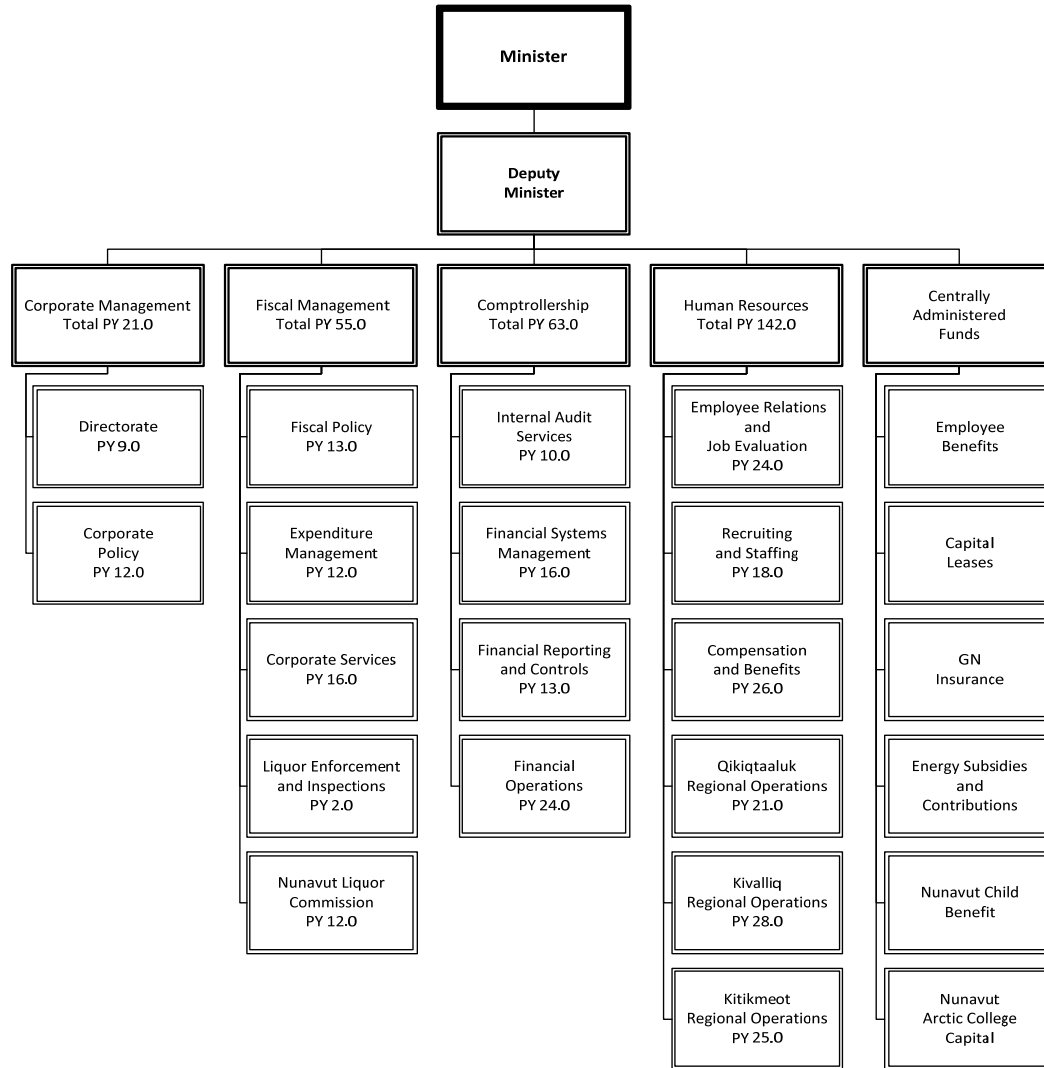 Minister
Deputy
Minister
Corporate Management
Total PY 21.0
Fiscal Management
Total PY 55.0
Comptrollership
Total PY 63.0
Human Resources
Total PY 142.0
Centrally
Administered
Funds
Directorate
PY 9.0
Corporate
Policy
PY 12.0
Fiscal Policy
PY 13.0
Expenditure
Management
PY 12.0
Corporate Services
PY 16.0
Liquor Enforcement
and Inspections
PY 2.0
Nunavut Liquor
Commission
PY 12.0
Internal Audit
Services
PY 10.0
Financial Systems
Management
PY 16.0
Financial Reporting
and Controls
PY 13.0
Financial
Operations
PY 24.0
Employee Relations
and
Job Evaluation
PY 24.0
Recruiting
and Staffing
PY 18.0
Compensation
and Benefits
PY 26.0
Qikiqtaaluk
Regional Operations
PY 21.0
Kivalliq
Regional Operations
PY 28.0
Kitikmeot
Regional Operations
PY 25.0
Employee
Benefits
Capital
Leases
GN
Insurance
Energy Subsidies
and
Contributions
Nunavut Child
Benefit
Nunavut
Arctic College
Capital